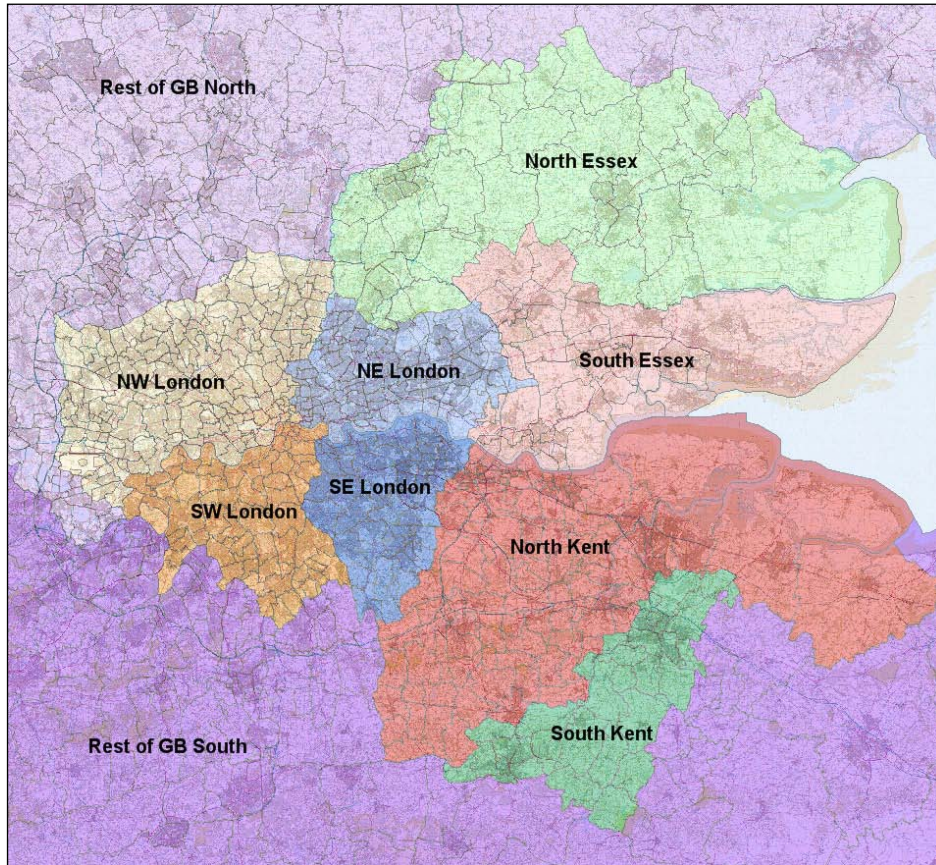 Rest of GB North
North Essex
NW London
NE London
South Essex
SE London
SW London
North Kent
South Kent
Rest of GB South